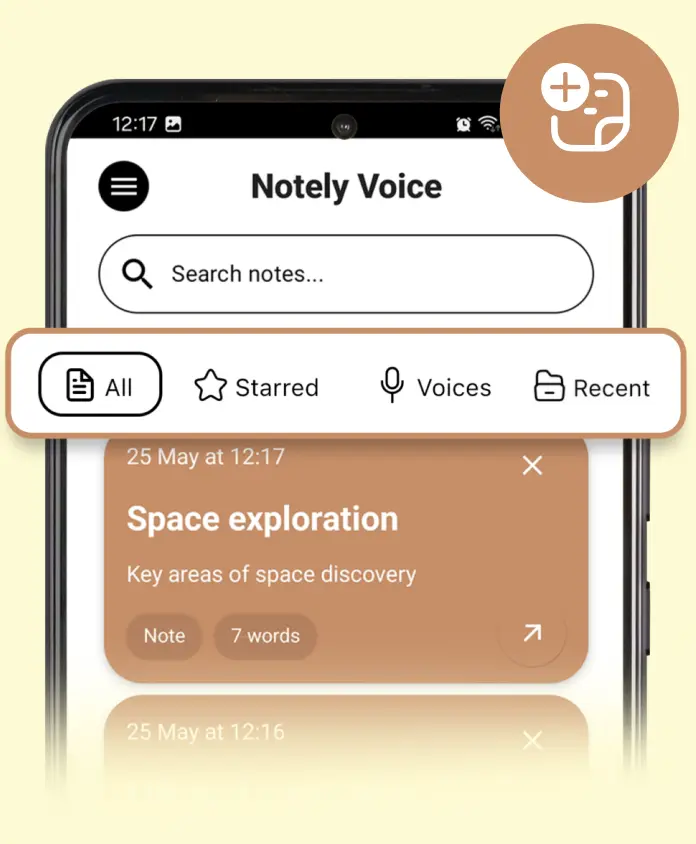 12:17
Notely Voice
Search notes...
All Starred Voices Recent
25 May at 12:17
Space exploration
Key areas of space discovery
Note 7 words
25 May at 12:16